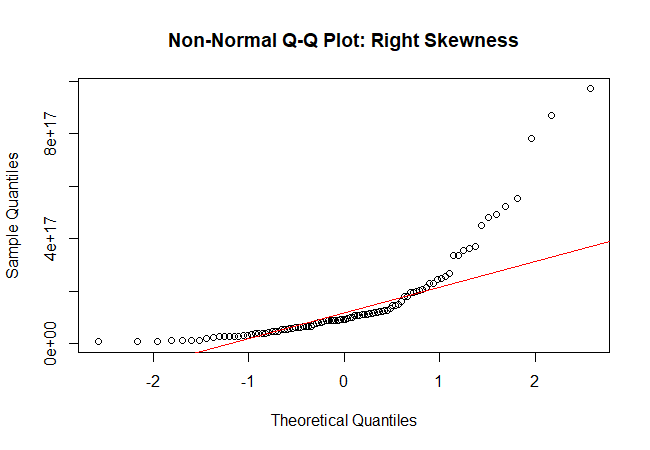 Non-Normal Q-Q Plot: Right Skewness
8e+17
4e+17
0e+00
Sample Quantiles
-2
-1
0
1
2
Theoretical Quantiles